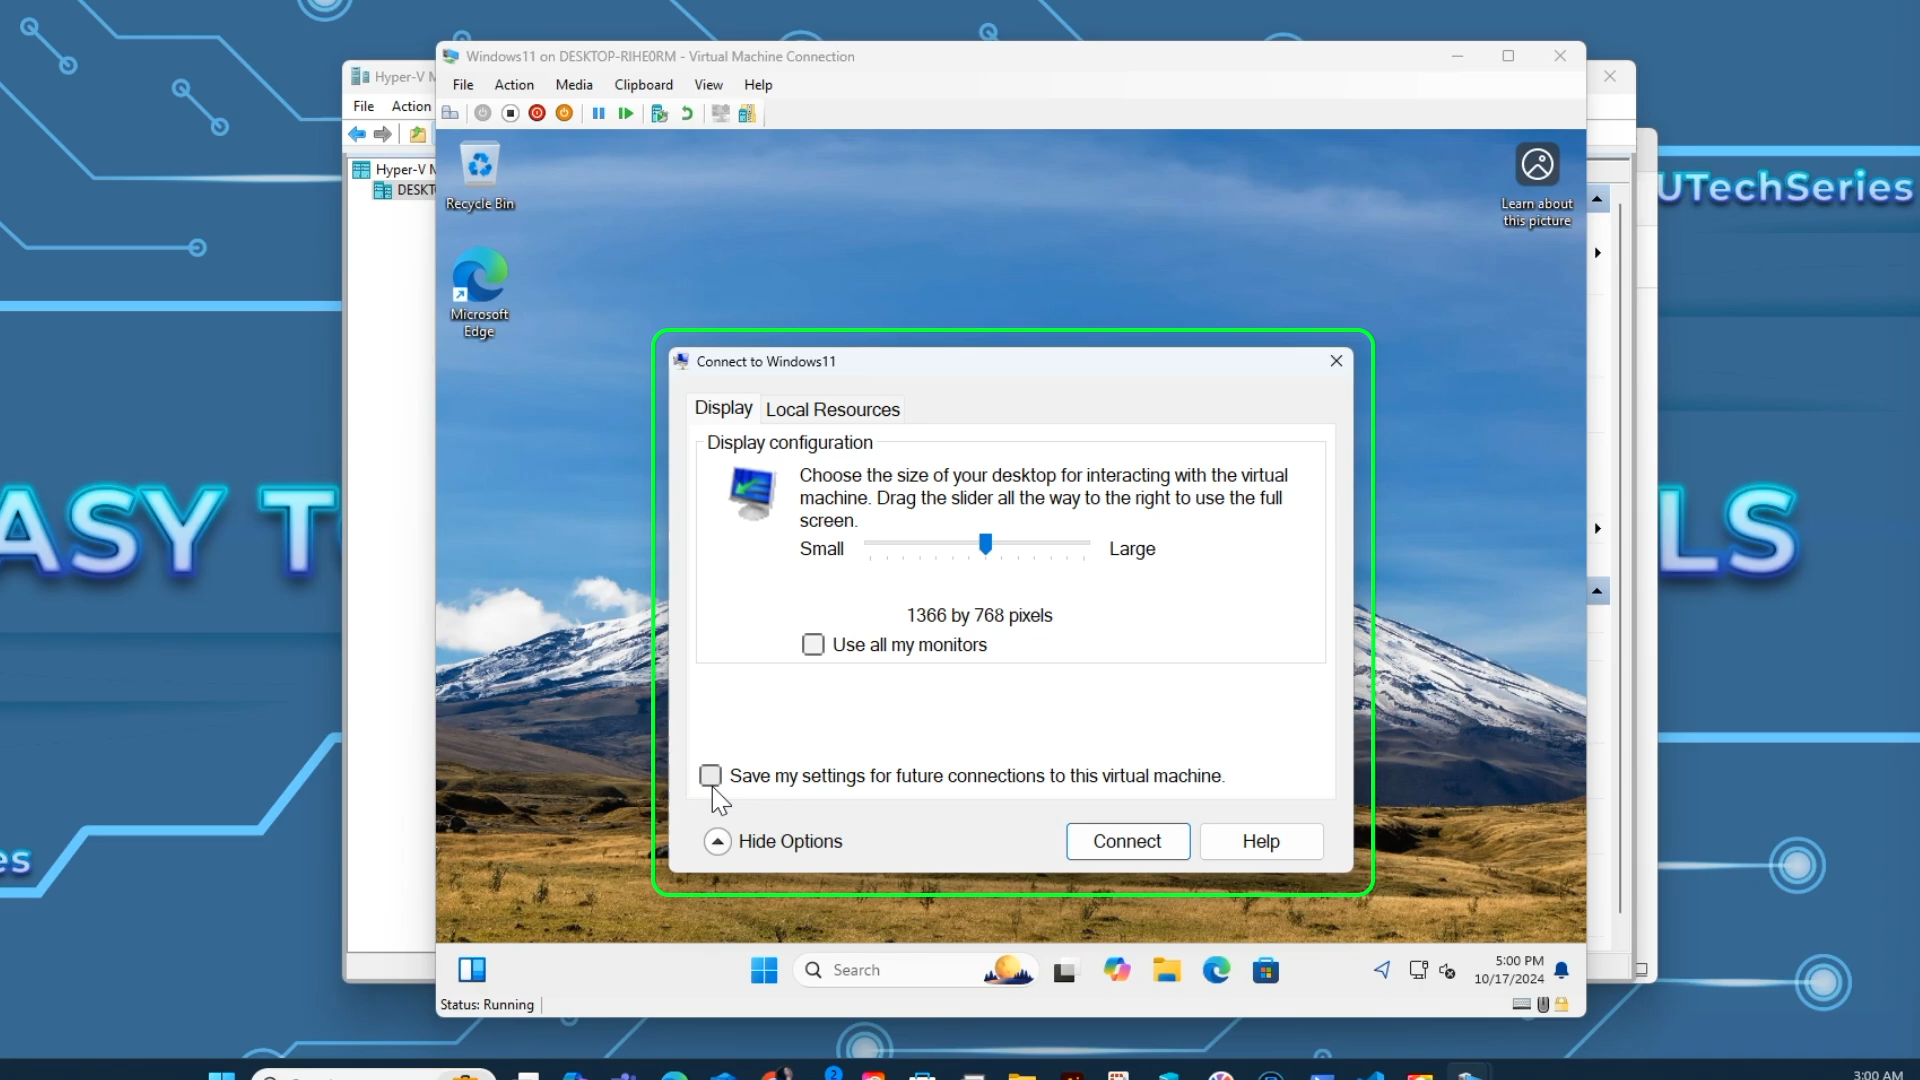 Windows11 on DESKTOP-RIHE0RM - Virtual Machine Connection
File Action Media Clipboard View Help
Hyper-V M
File Action
Hyper-V M
DESKT
Recycle Bin
Microsoft
Edge
Learn about
this picture
UTechSeries
ASY T
LS
es
Connect to Windows11
Display Local Resources
Display configuration
Choose the size of your desktop for interacting with the virtual
machine. Drag the slider all the way to the right to use the full
screen.
Small Large
1366 by 768 pixels
Use all my monitors
Save my settings for future connections to this virtual machine.
Hide Options
Connect Help
Search
5:00 PM
10/17/2024
Status: Running
2
3:00 AM